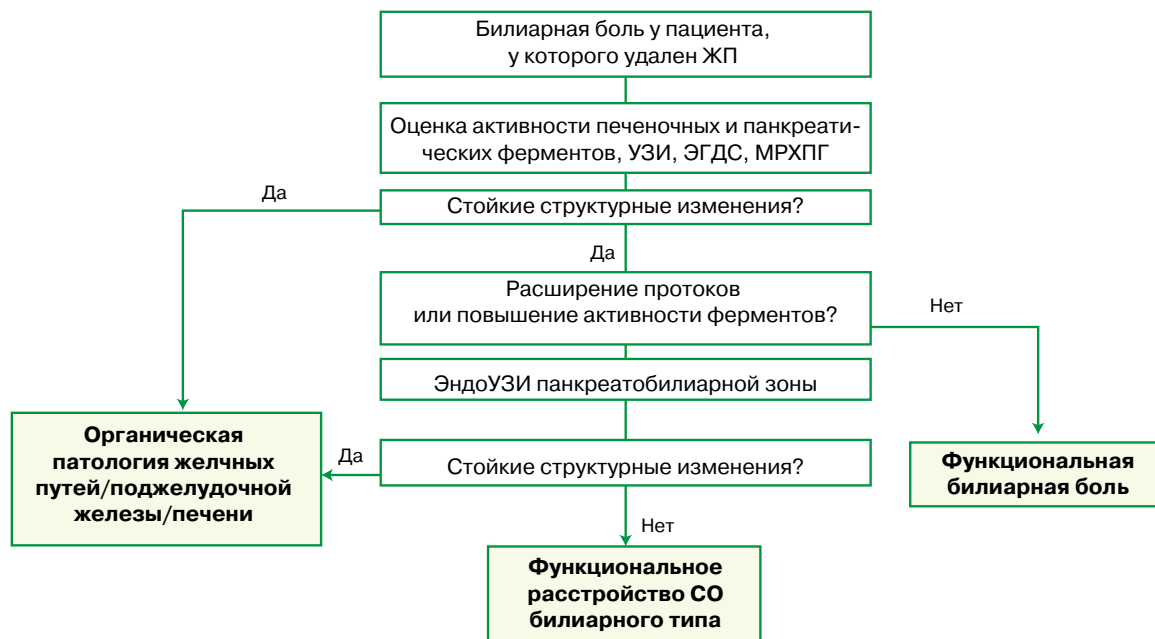 Билиарная боль у пациента,
у которого удален ЖП
Оценка активности печеночных и панкреати-
ческих ферментов, УЗИ, ЭГДС, МРХПГ
Да
Стойкие структурные изменения?
Да
Расширение протоков
или повышение активности ферментов?
Нет
ЭндоУЗИ панкреатобилиарной зоны
Органическая
патология желчных
путей/поджелудочной
железы/печени
Да
Стойкие структурные изменения?
Функциональная
билиарная боль
Нет
Функциональное
расстройство СО
билиарного типа